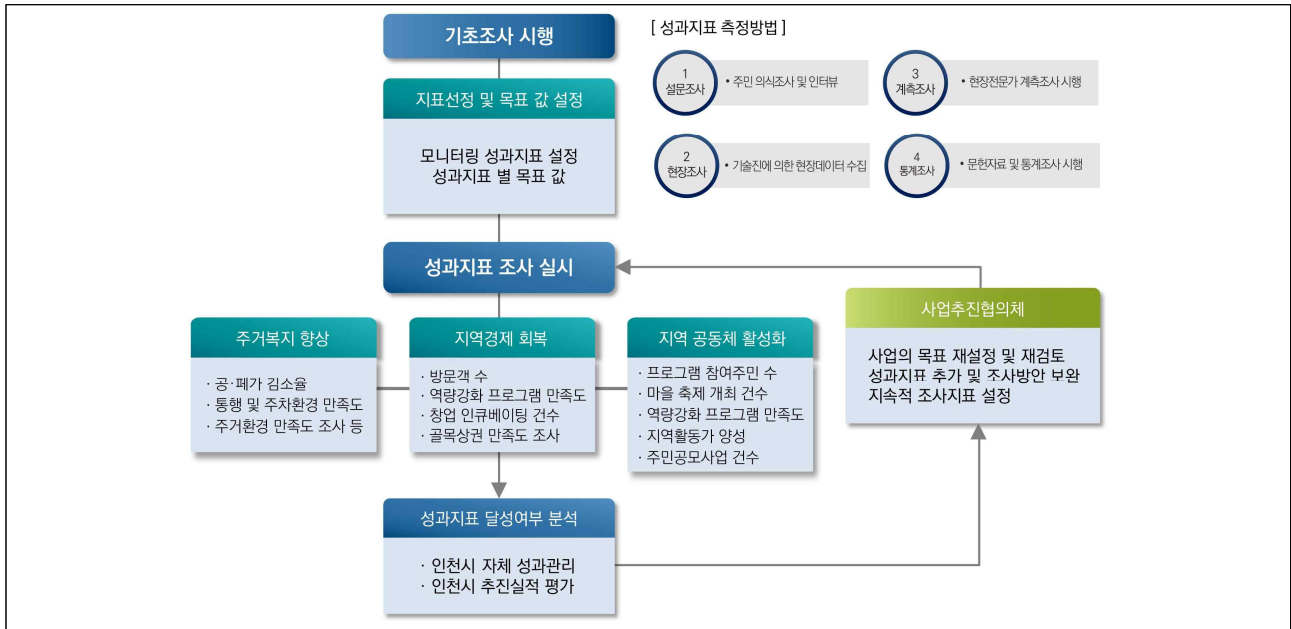 기초조사 시행
[ 성과지표 측정방법 ]
1
설문조사
• 주민 의식조사 및 인터뷰
3
계측조사
• 현장전문가 계측조사 시행
2
현장조사
• 기술진에 의한 현장데이터 수집
4
통계조사
• 문헌자료 및 통계조사 시행
지표선정 및 목표 값 설정
모니터링 성과지표 설정
성과지표 별 목표 값
성과지표 조사 실시
주거복지 향상
· 공·폐가 김소율
· 통행 및 주차환경 만족도
· 주거환경 만족도 조사 등
지역경제 회복
· 방문객 수
· 역량강화 프로그램 만족도
· 창업 인큐베이팅 건수
· 골목상권 만족도 조사
지역 공동체 활성화
· 프로그램 참여주민 수
· 마을 축제 개최 건수
· 역량강화 프로그램 만족도
· 지역활동가 양성
· 주민공모사업 건수
사업추진협의체
사업의 목표 재설정 및 재검토
성과지표 추가 및 조사방안 보완
지속적 조사지표 설정
성과지표 달성여부 분석
· 인천시 자체 성과관리
· 인천시 추진실적 평가